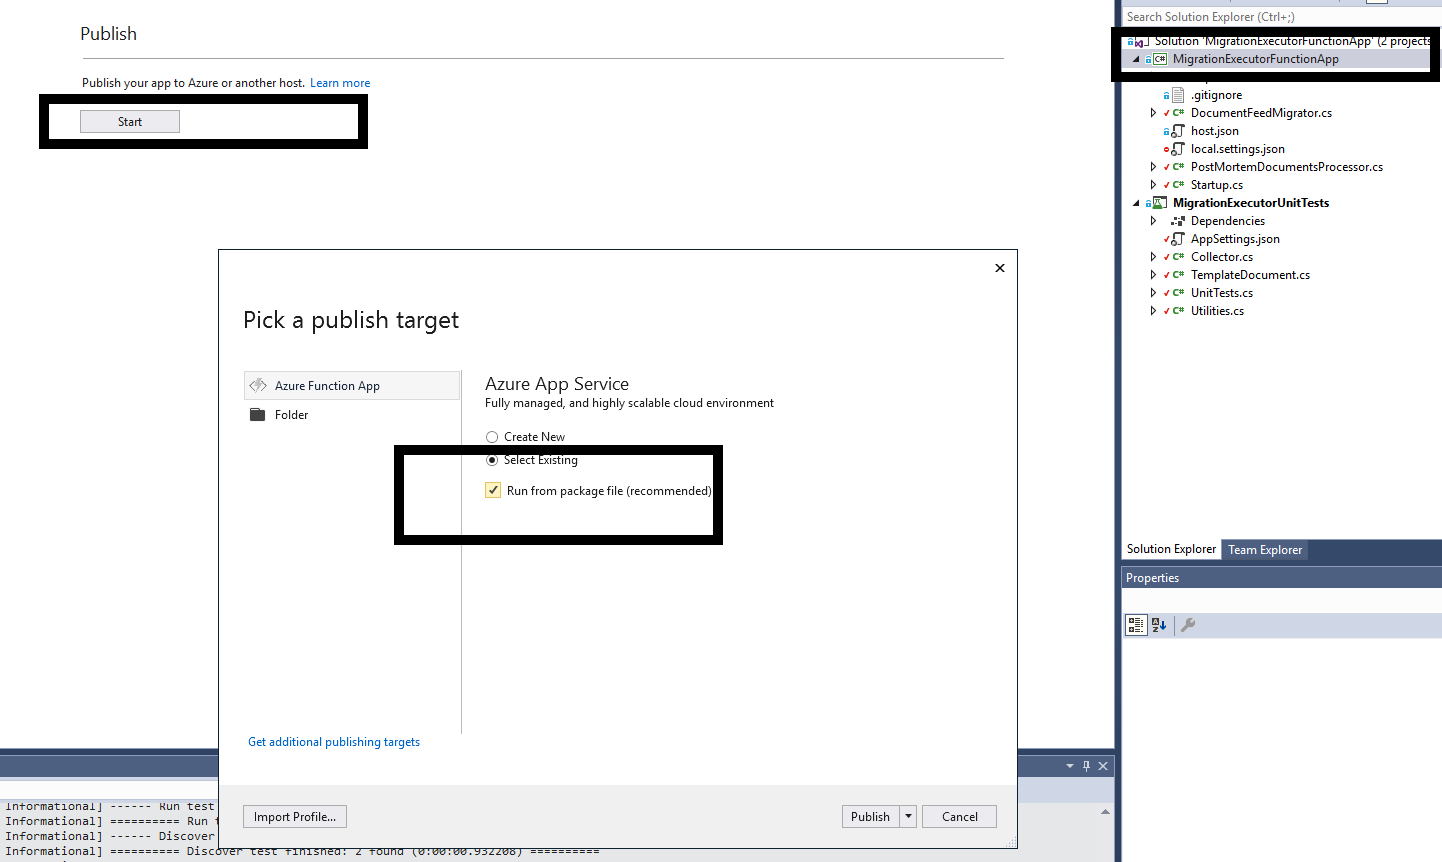 Publish
Publish your app to Azure or another host. Learn more
Start
Pick a publish target
Azure Function App
Folder
Azure App Service
Fully managed, and highly scalable cloud environment
Create New
Select Existing
Run from package file (recommended)
Get additional publishing targets
Import Profile...
Publish
Cancel
Informational] ------ Run test
Informational] ========== Run
Informational] ------ Discover
Informational] ========== Discover test finished: 2 found (0:00:00.932208) ==========
Search Solution Explorer (Ctrl+;)
Solution 'MigrationExecutorFunctionApp' (2 projects
C# MigrationExecutorFunctionApp
.gitignore
C# DocumentFeedMigrator.cs
host.json
local.settings.json
C# PostMortemDocumentsProcessor.cs
C# Startup.cs
MigrationExecutorUnitTests
Dependencies
AppSettings.json
C# Collector.cs
C# TemplateDocument.cs
C# UnitTests.cs
C# Utilities.cs
Solution Explorer Team Explorer
Properties